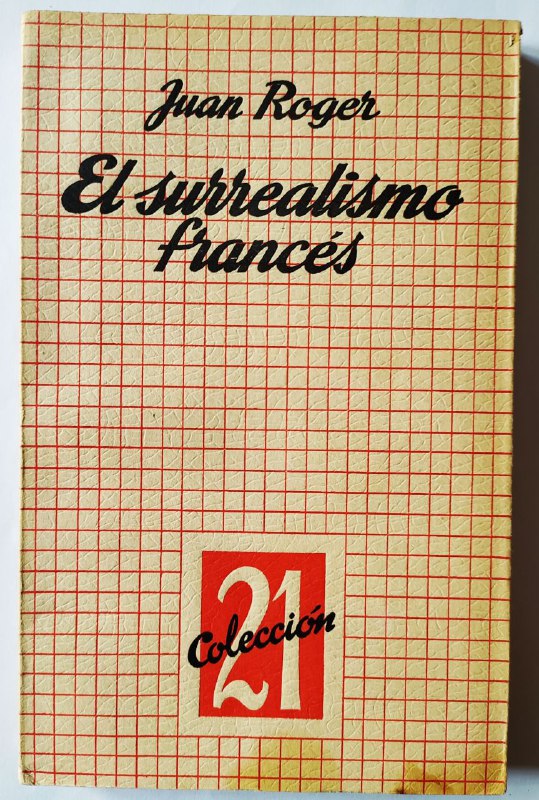 Juan Roger
El surrealismo
francés
21
Colección